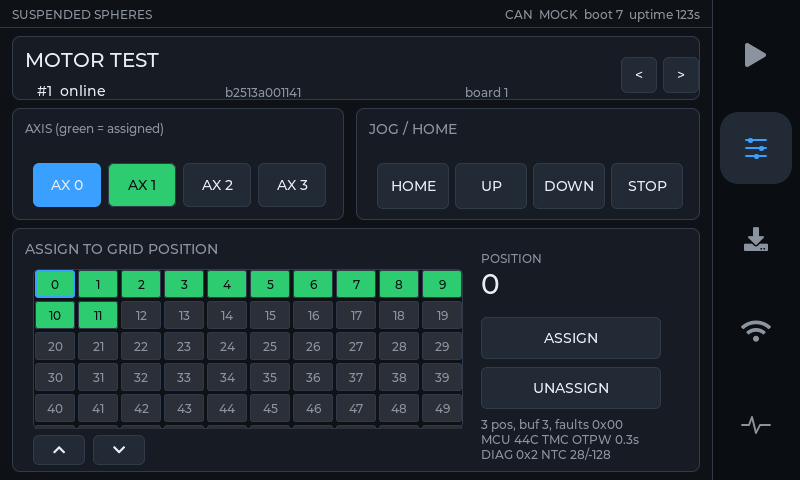 SUSPENDED SPHERES CAN MOCK boot 7 uptime 123s
MOTOR TEST
#1 online b2513a001141 board 1 < >
AXIS (green = assigned)
AX 0 AX 1 AX 2 AX 3
JOG / HOME
HOME UP DOWN STOP
ASSIGN TO GRID POSITION
0 1 2 3 4 5 6 7 8 9
10 11 12 13 14 15 16 17 18 19
20 21 22 23 24 25 26 27 28 29
30 31 32 33 34 35 36 37 38 39
40 41 42 43 44 45 46 47 48 49
POSITION
0
ASSIGN
UNASSIGN
3 pos, buf 3, faults 0x00
MCU 44C TMC OTPW 0.3s
DIAG 0x2 NTC 28/-128